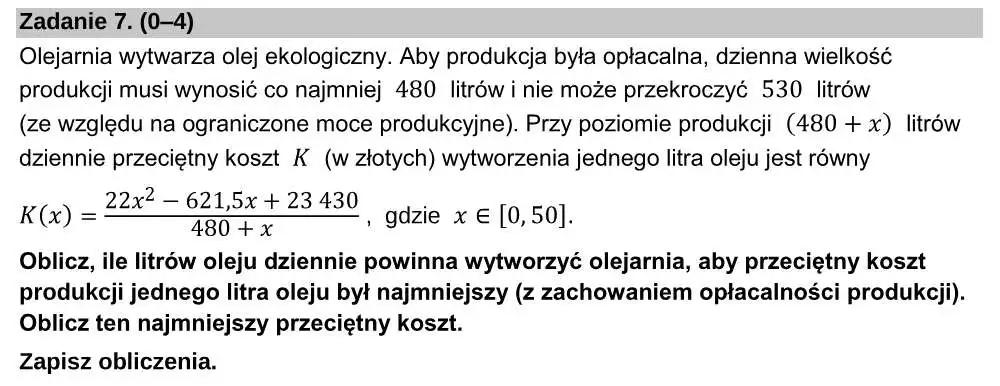 Zadanie 7. (0–4)
Olejarnia wytwarza olej ekologiczny. Aby produkcja była opłacalna, dzienna wielkość
produkcji musi wynosić co najmniej 480 litrów i nie może przekroczyć 530 litrów
(ze względu na ograniczone moce produkcyjne). Przy poziomie produkcji (480 + x) litrów
dziennie przeciętny koszt K (w złotych) wytworzenia jednego litra oleju jest równy
K(x) = \frac{22x^2 − 621,5x + 23 430}{480 + x}, gdzie x ∈ [0, 50].
Oblicz, ile litrów oleju dziennie powinna wytworzyć olejarnia, aby przeciętny koszt
produkcji jednego litra oleju był najmniejszy (z zachowaniem opłacalności produkcji).
Oblicz ten najmniejszy przeciętny koszt.
Zapisz obliczenia.